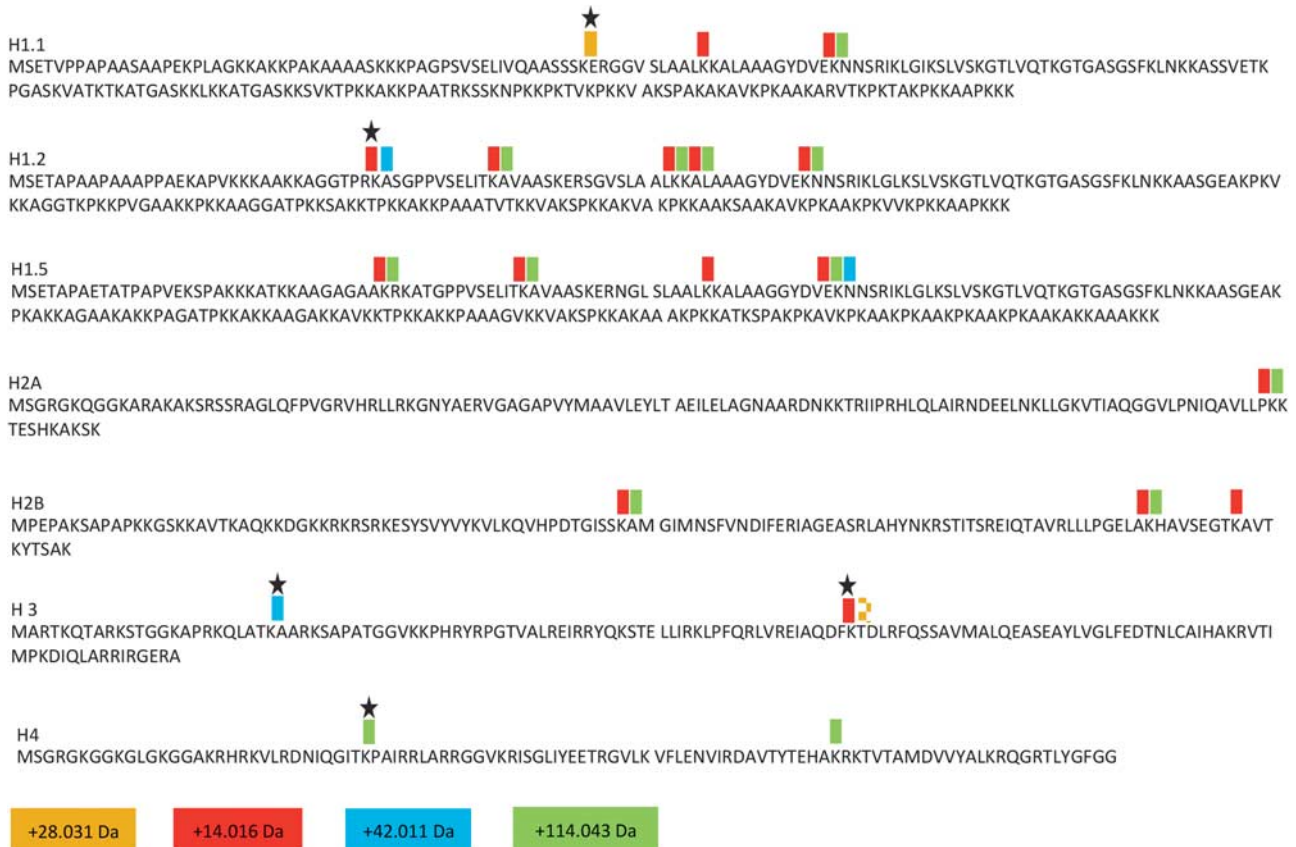 H1.1
MSETVPPAPAASAAPEKPLAGKKAKKPAKAAAASKKKPAGPSVSELIVQAASSSKERGGV SLAALKKALAAAGYDVEKNNSRIKLGIKSLVSKGTLVQTKGTGASGSFKLNKKASSVETK
PGASKVATKTKATGASKKLKKATGASKKSVKTPKKAKKPAATRKSSKNPKKPKTVKPKKV AKSPAKAKAVKPKAAKARVTKPKTAKPKKAAPKKK
H1.2
MSETAPAAPAAAPPAEKAPVKKKAAKKAGGTPRKASGPPVSELITKAVAASKERSGVSLA ALKKALAAAGYDVEKNNSRIKLGLKSLVSKGTLVQTKGTGASGSFKLNKKAASGEAKPKV
KKAGGTKPKKPVGAAKKPKKAAGGATPKKSAKKTPKKAKKPAAATVTKKVAKSPKKAKVA KPKKAAKSAAKAVKPKAAKPKVVKPKKAAPKKK
H1.5
MSETAPAETATPAPVEKSPAKKKATKKAAGAGAAKRKATGPPVSELITKAVAASKERNGL SLAALKKALAAGGYDVEKNNSRIKLGLKSLVSKGTLVQTKGTGASGSFKLNKKAASGEAK
PKAKKAGAAKAKKPAGATPKKAKKAAGAKKAVKKTPKKAKKPAAAGVKKVAKSPKKAKAA AKPKKATKSPAKPKAVKPKAAKPKAAKPKAAKPKAAKAKKAAAKKK
H2A
MSGRGKQGGKARAKAKSRSSRAGLQFPVGRVHRLLRKGNYAERVGAGAPVYMAAVLEYLT AEILELAGNAARDNKKTRIIPRHLQLAIRNDEELNKLLGKVTIAQGGVLPNIQAVLLPKK
TESHKAKSK
H2B
MPEPAKSAPAPKKGSKKAVTKAQKKDGKKRKRSRKESYSVYVYKVLKQVHPDTGISSKAM GIMNSFVNDIFERIAGEASRLAHYNKRSTITSREIQTAVRLLLPGELAKHAVSEGTKAVT
KYTSAK
H 3
MARTKQTARKSTGGKAPRKQLATKAARKSAPATGGVKKPHRYRPGTVALREIRRYQKSTE LLIRKLPFQRLVREIAQDFKTDLRFQSSAVMALQEASEAYLVGLFEDTNLCAIHAKRVTI
MPKDIQLARRIRGERA
H4
MSGRGKGGKGLGKGGAKRHRKVLRDNIQGITKPAIRRLARRGGVKRISGLIYEETRGVLK VFLENVIRDAVTYTEHAKRKTVTAMDVVYALKRQGRTLYGFGG
+28.031 Da +14.016 Da +42.011 Da +114.043 Da